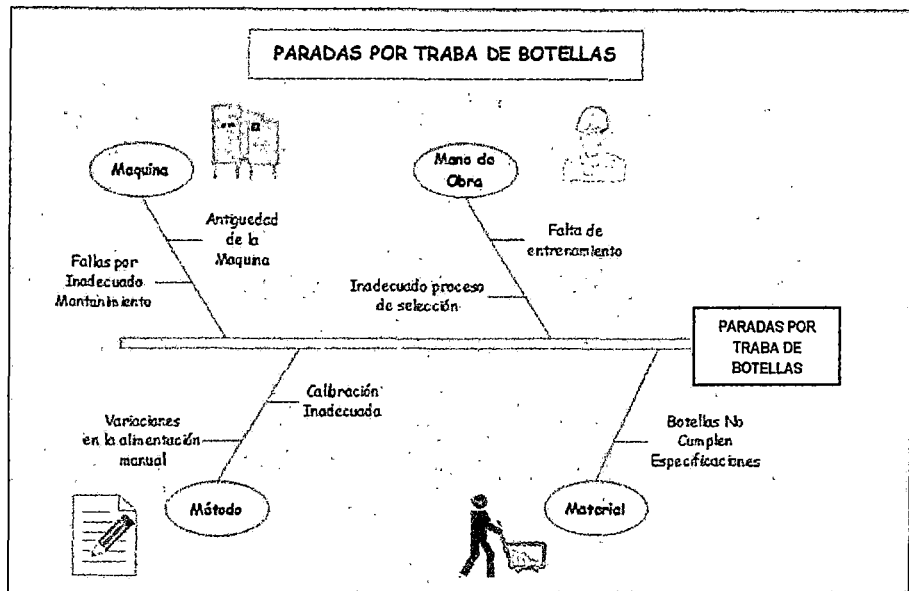 PARADAS POR TRABA DE BOTELLAS
Maquina
Antiguedad
de la
Maquina
Fallas por
Inadecuado
Mantenimiento
Mano de
Obra
Falta de
entrenamiento
Inadecuado proceso
de selección
PARADAS POR
TRABA DE
BOTELLAS
Calibración
Inadecuada
Variaciones
en la alimentación
manual
Método
Botellas No
Cumplen
Especificaciones
Material